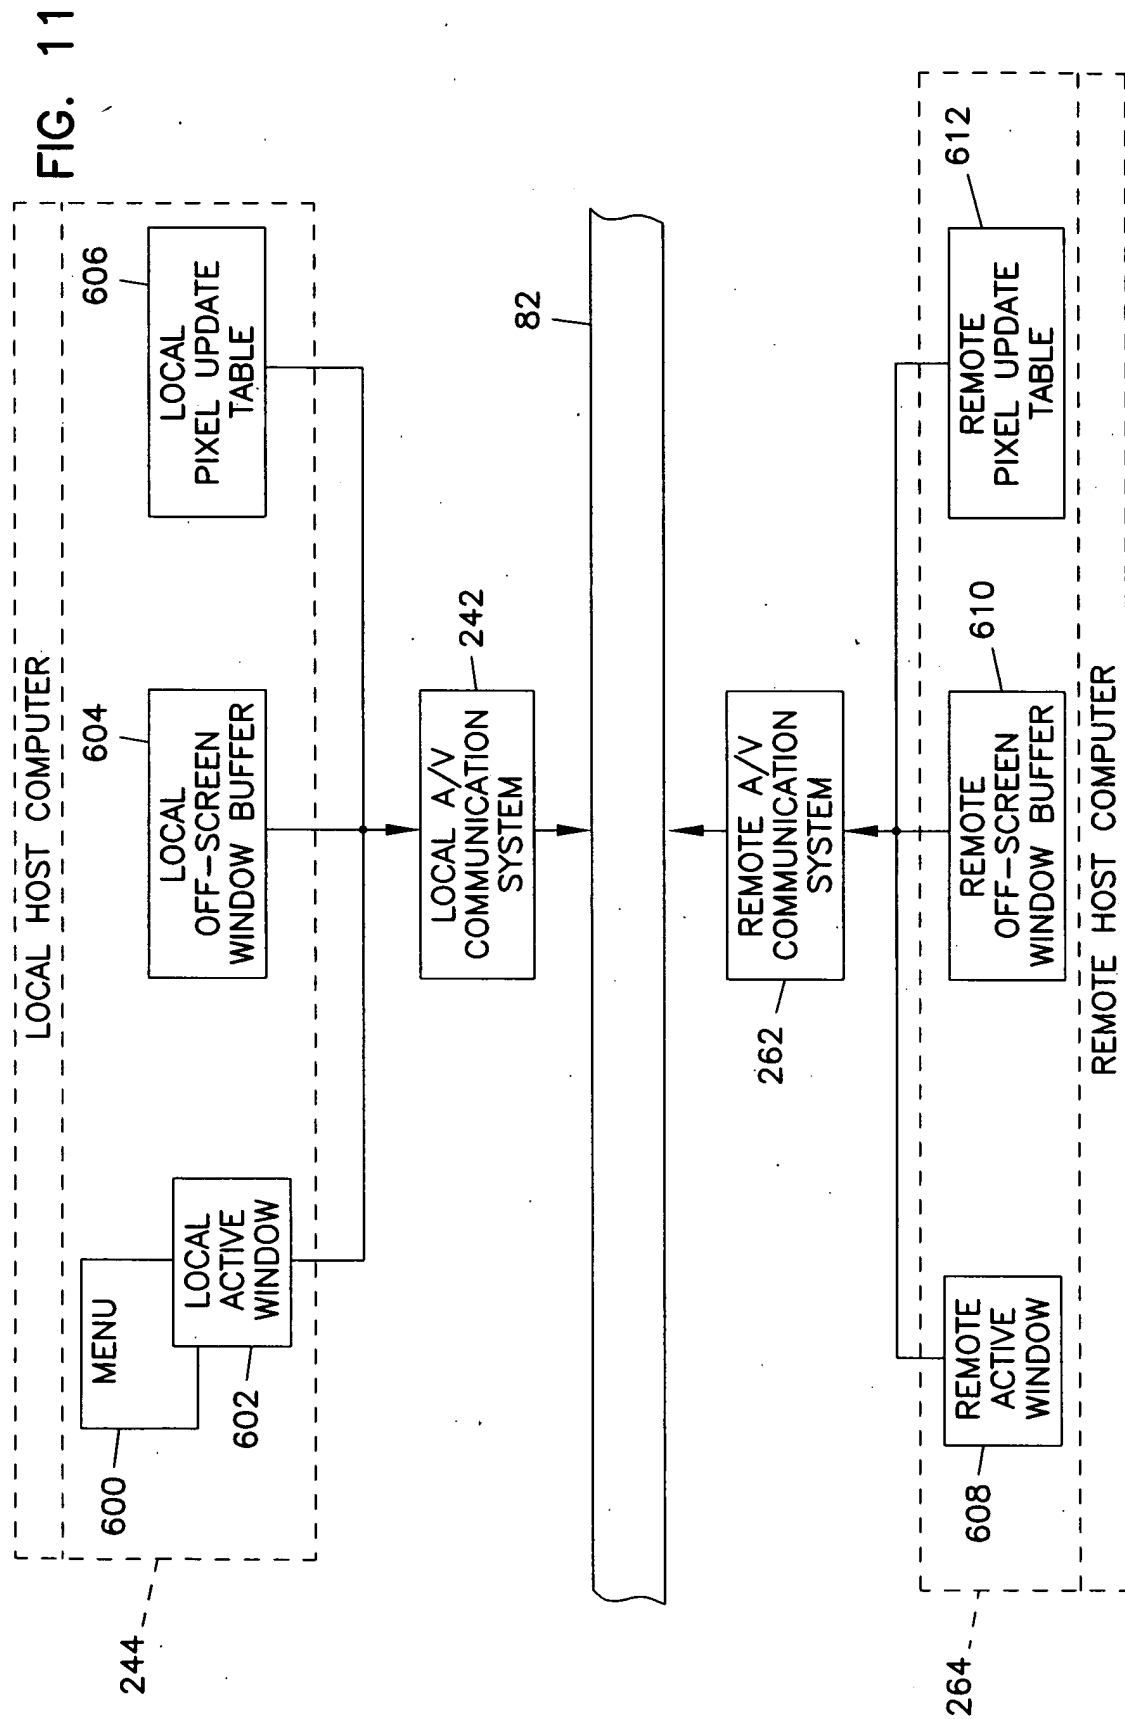 FIG. 11
LOCAL HOST COMPUTER
600
MENU
602
LOCAL
ACTIVE
WINDOW
604
LOCAL
OFF-SCREEN
WINDOW BUFFER
606
LOCAL
PIXEL UPDATE
TABLE
244
242
LOCAL A/V
COMMUNICATION
SYSTEM
82
262
REMOTE A/V
COMMUNICATION
SYSTEM
608
REMOTE
ACTIVE
WINDOW
610
REMOTE
OFF-SCREEN
WINDOW BUFFER
612
REMOTE
PIXEL UPDATE
TABLE
264
REMOTE HOST COMPUTER